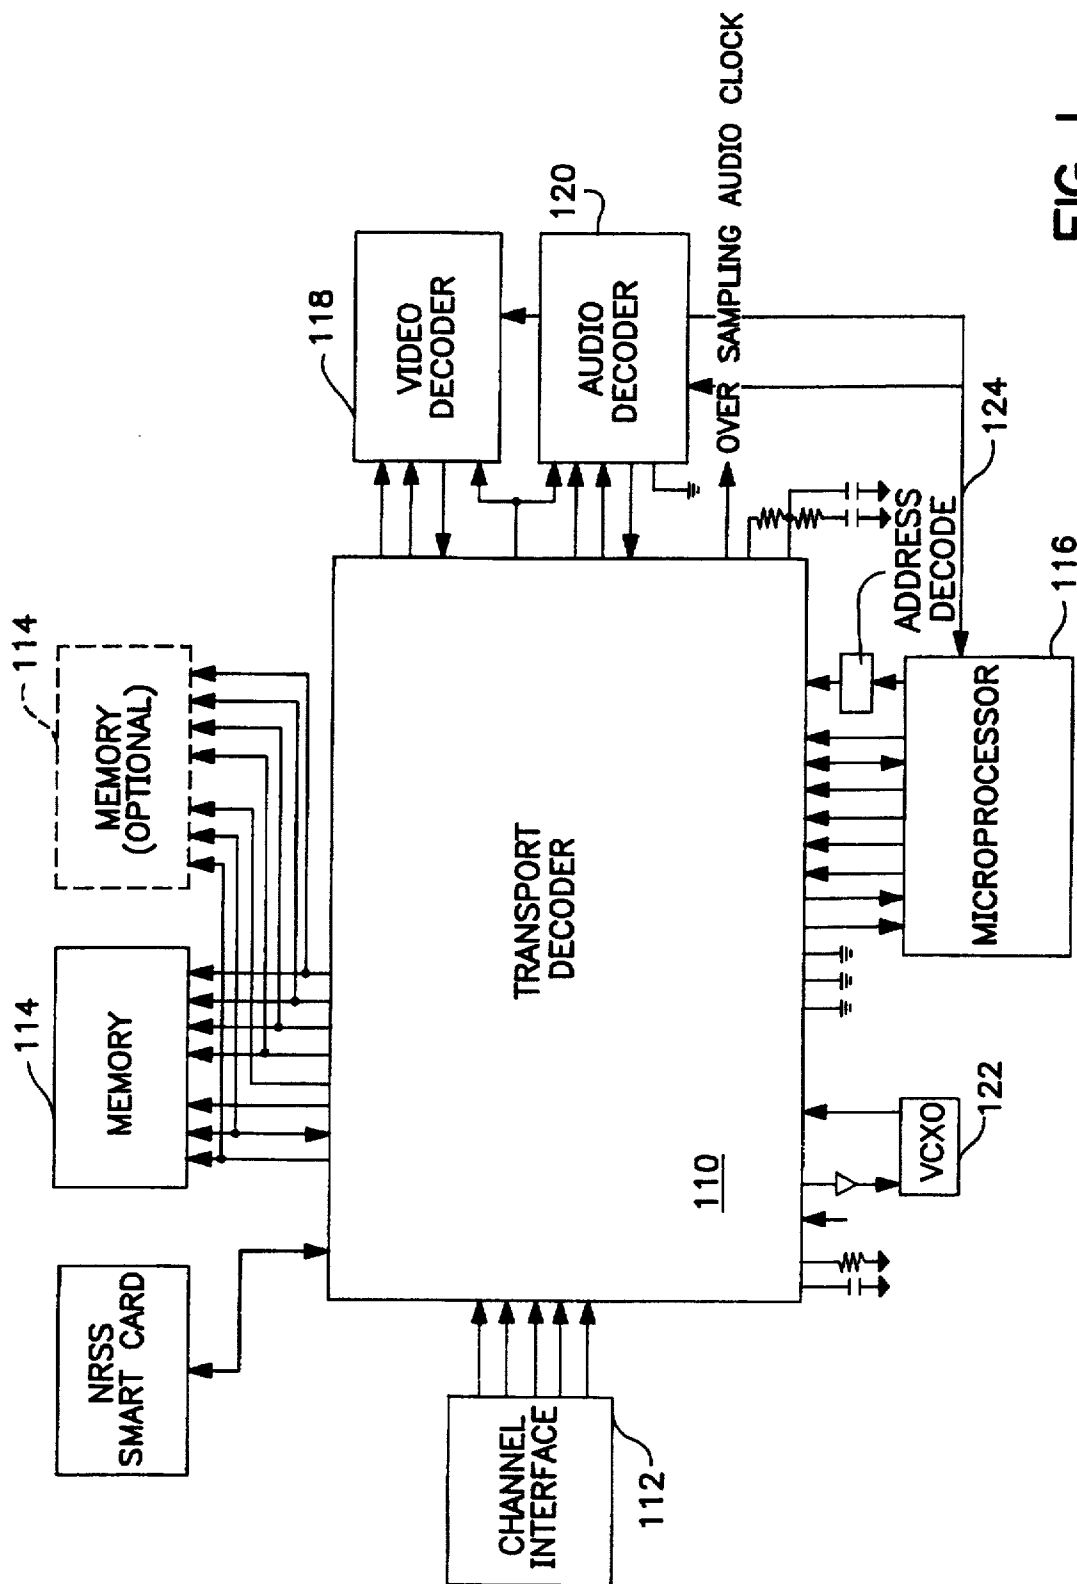 NRSS
SMART CARD
MEMORY
114
MEMORY
(OPTIONAL)
114
CHANNEL
INTERFACE
112
TRANSPORT
DECODER
110
VIDEO
DECODER
118
AUDIO
DECODER
120
OVER SAMPLING AUDIO CLOCK
ADDRESS
DECODE
124
MICROPROCESSOR
116
VCXO
122
FIG. 1